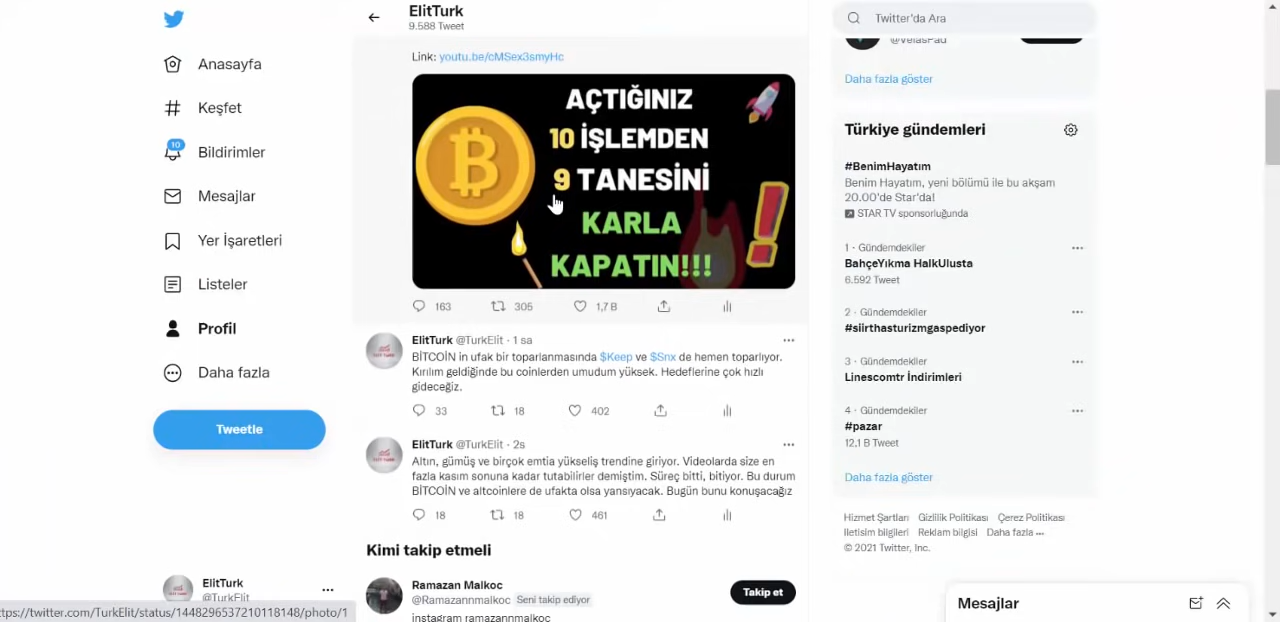 ElitTurk
9.588 Tweet
Twitter'da Ara
Anasayfa
Keşfet
10
Bildirimler
Mesajlar
Yer İşaretleri
Listeler
Profil
Daha fazla
Tweetle
ElitTurk
@TurkElit
ttps://twitter.com/TurkElit/status/1448296537210118148/photo/1
Link: youtu.be/cMSex3smyHc
AÇTIĞINIZ
10 İŞLEMDEN
9 TANESİNİ
KARLA
KAPATIN!!!
163 305 1,7 B
ElitTurk @TurkElit · 1 sa
BİTCOİN in ufak bir toparlanmasında $Keep ve $Snx de hemen toparlıyor.
Kırılım geldiğinde bu coinlerden umudum yüksek. Hedeflerine çok hızlı
gideceğiz.
33 18 402
ElitTurk @TurkElit · 2s
Altın, gümüş ve birçok emtia yükseliş trendine giriyor. Videolarda size en
fazla kasım sonuna kadar tutabilirler demiştim. Süreç bitti, bitiyor. Bu durum
BİTCOİN ve altcoinlere de ufakta olsa yansıyacak. Bugün bunu konuşacağız
18 18 461
Kimi takip etmeli
Ramazan Malkoc
@Ramazannmalkoc Seni takip ediyor
Takip et
instagram ramazannmalkoc
@VelasPad
Daha fazla göster
Türkiye gündemleri
#BenimHayatım
Benim Hayatım, yeni bölümü ile bu akşam
20.00'de Star'da!
STAR TV sponsorluğunda
1 · Gündemdekiler
BahçeYıkma HalkUlusta
6.592 Tweet
2 · Gündemdekiler
#siirthasturizmgaspediyor
3 · Gündemdekiler
Linescomtr İndirimleri
4 · Gündemdekiler
#pazar
12,1 B Tweet
Daha fazla göster
Hizmet Şartları Gizlilik Politikası Çerez Politikası
İletisim bilgileri Reklam bilgisi Daha fazla ···
© 2021 Twitter, Inc.
Mesajlar